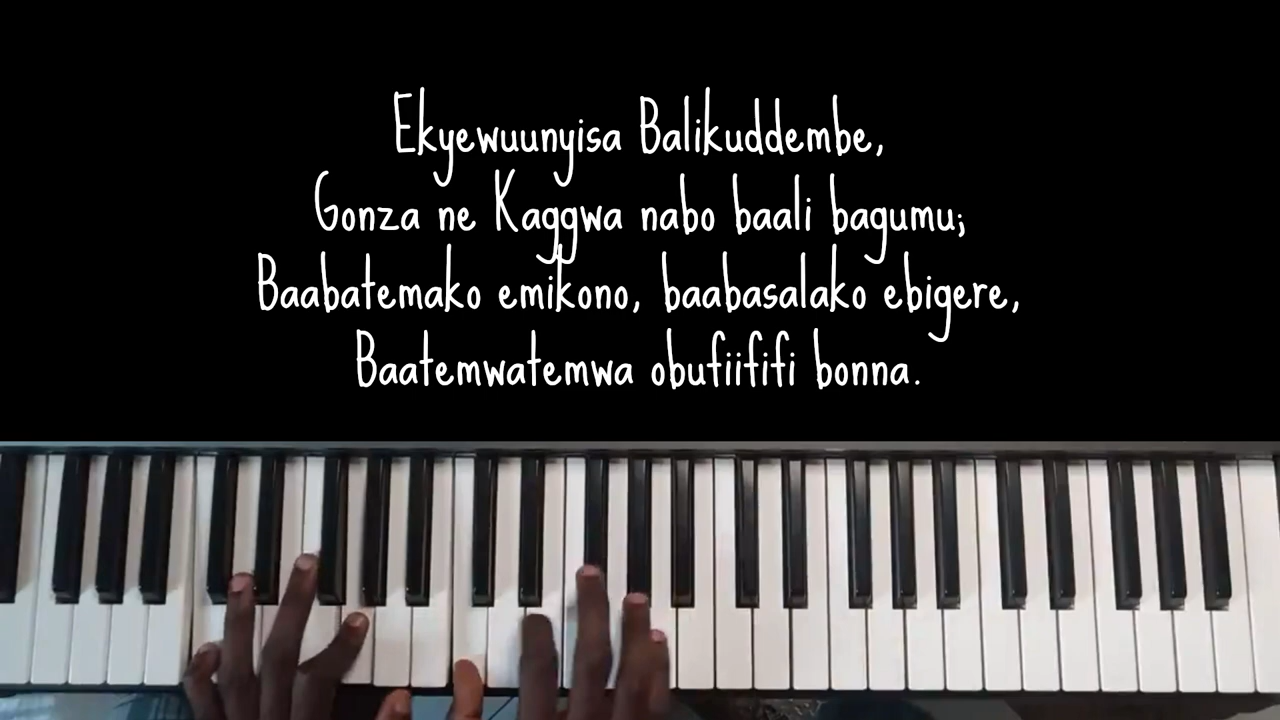 Ekyewuunyisa Balikuddembe,
Gonza ne Kaggwa nabo baali bagumu;
Baabatemako emikono, baabasalako ebigere,
Baatemwatemwa obufiififi bonna.